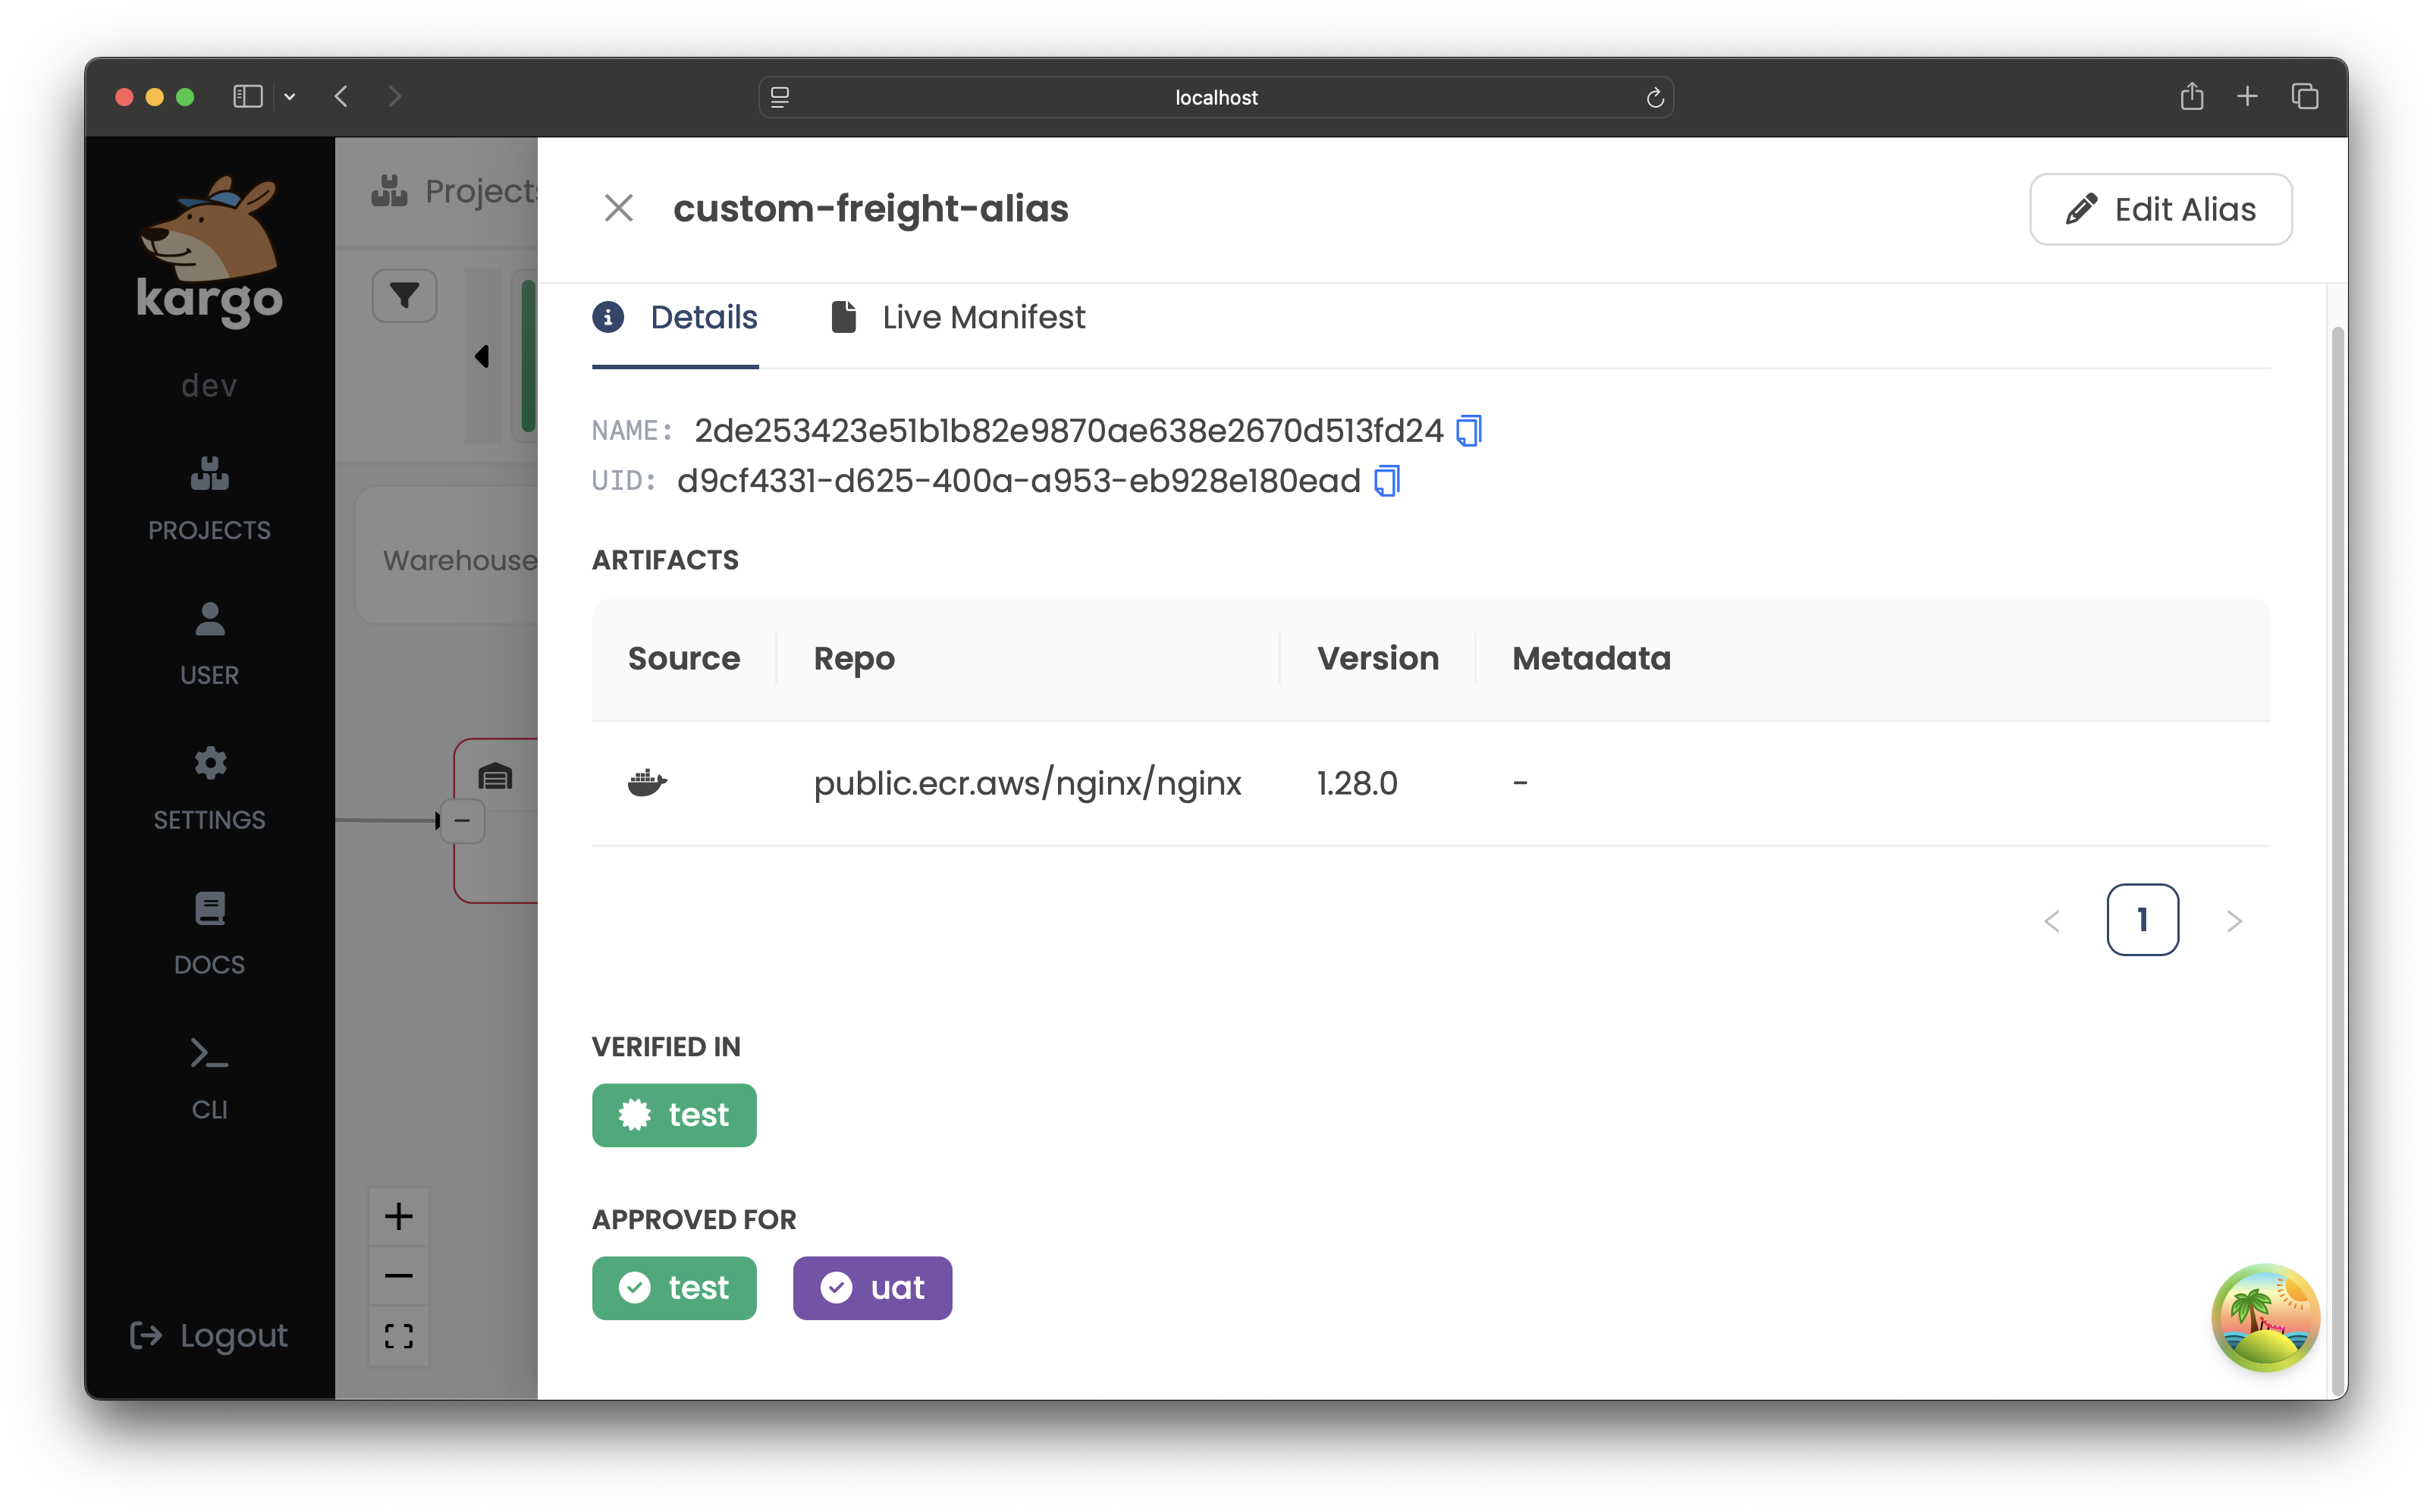 localhost
kargo
dev
PROJECTS
USER
SETTINGS
DOCS
CLI
Logout
Projects
Warehouse
custom-freight-alias
Edit Alias
Details
Live Manifest
NAME: 2de253423e51b1b82e9870ae638e2670d513fd24
UID: d9cf4331-d625-400a-a953-eb928e180ead
ARTIFACTS
Source Repo Version Metadata
public.ecr.aws/nginx/nginx 1.28.0 -
1
VERIFIED IN
test
APPROVED FOR
test uat